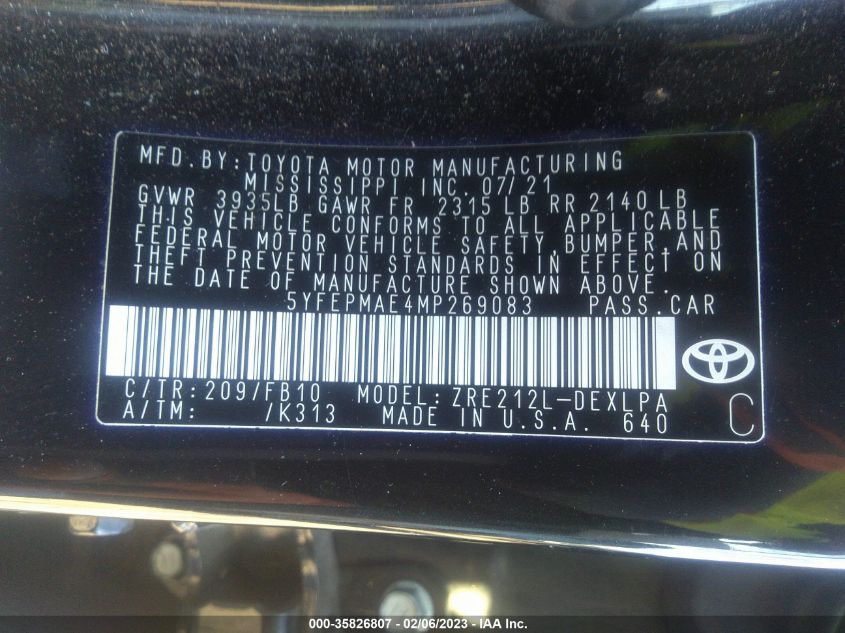 MFD.BY:TOYOTA MOTOR MANUFACTURING
MISSISSIPPI INC. 07/21
GVWR 3935LB GAWR FR 2315 LB RR 2140 LB
THIS VEHICLE CONFORMS TO ALL APPLICABLE
FEDERAL MOTOR VEHICLE SAFETY,BUMPER,AND
THEFT PREVENTION STANDARDS IN EFFECT ON
THE DATE OF MANUFACTURE SHOWN ABOVE.
5YFEPMAE4MP269083 PASS.CAR
C/TR:209/FB10 MODEL:ZRE212L-DEXLPA
A/TM: /K313 MADE IN U.S.A. 640
C
000-35826807 - 02/06/2023 - IAA Inc.